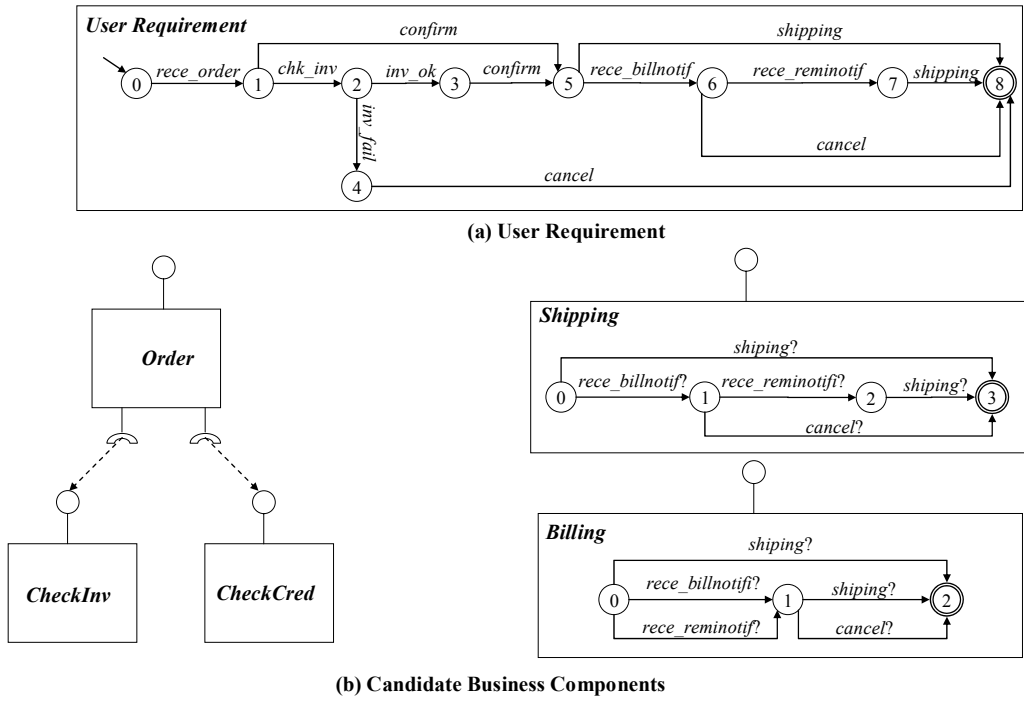 User Requirement
confirm
shipping
rece_order
chk_inv
inv_ok
confirm
rece_billnotif
rece_reminotif
shipping
0
1
2
3
5
6
7
8
inv_fail
cancel
4
cancel
(a) User Requirement
Order
Shipping
shiping?
rece_billnotif?
rece_reminotifi?
shiping?
0
1
2
3
cancel?
CheckInv
CheckCred
Billing
shiping?
rece_billnotifi?
shiping?
0
1
2
rece_reminotif?
cancel?
(b) Candidate Business Components